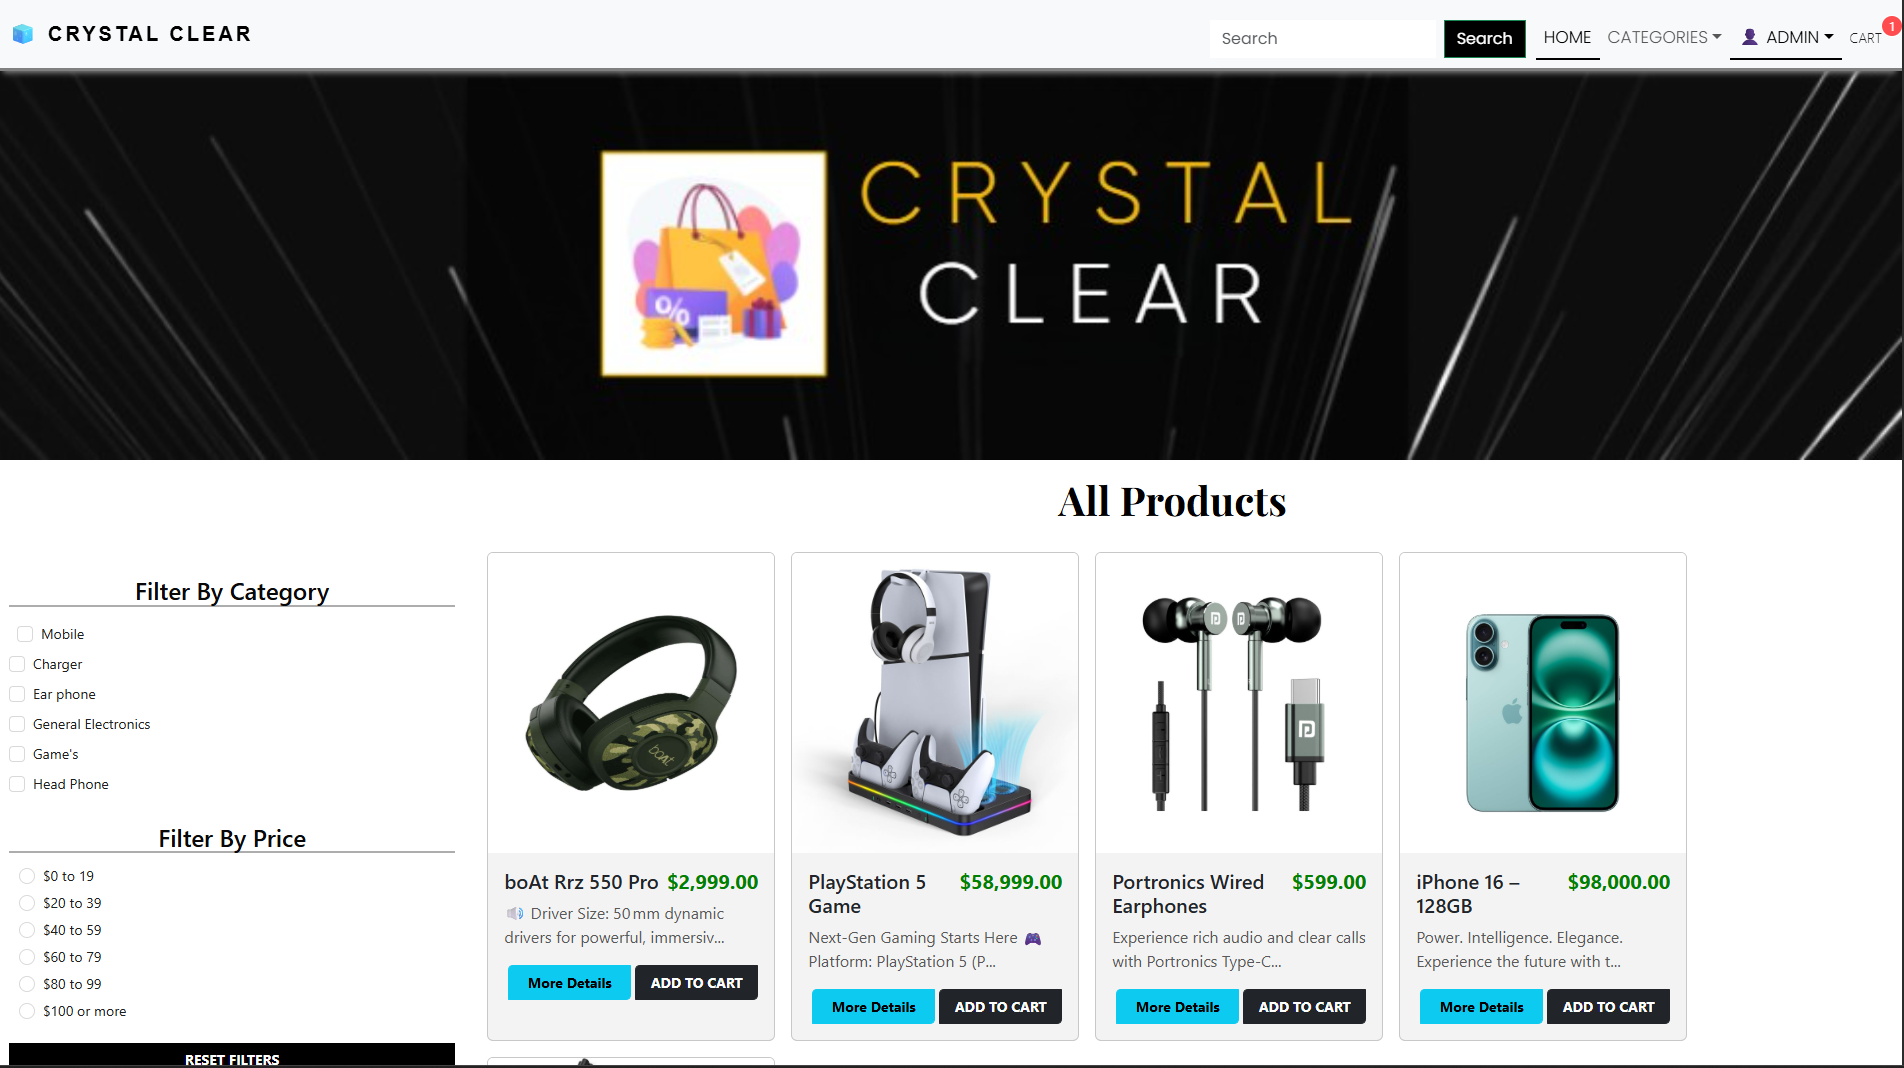 CRYSTAL CLEAR
Search
Search
HOME
CATEGORIES
ADMIN
CART
1
CRYSTAL
CLEAR
%
All Products
Filter By Category
Mobile
Charger
Ear phone
General Electronics
Game's
Head Phone
Filter By Price
$0 to 19
$20 to 39
$40 to 59
$60 to 79
$80 to 99
$100 or more
RESET FILTERS
boAt
boAt Rrz 550 Pro $2,999.00
🔊 Driver Size: 50 mm dynamic
drivers for powerful, immersiv...
More Details ADD TO CART
PlayStation 5 $58,999.00
Game
Next-Gen Gaming Starts Here 🎮
Platform: PlayStation 5 (P...
More Details ADD TO CART
Portronics Wired $599.00
Earphones
Experience rich audio and clear calls
with Portronics Type-C...
More Details ADD TO CART
iPhone 16 – $98,000.00
128GB
Power. Intelligence. Elegance.
Experience the future with t...
More Details ADD TO CART